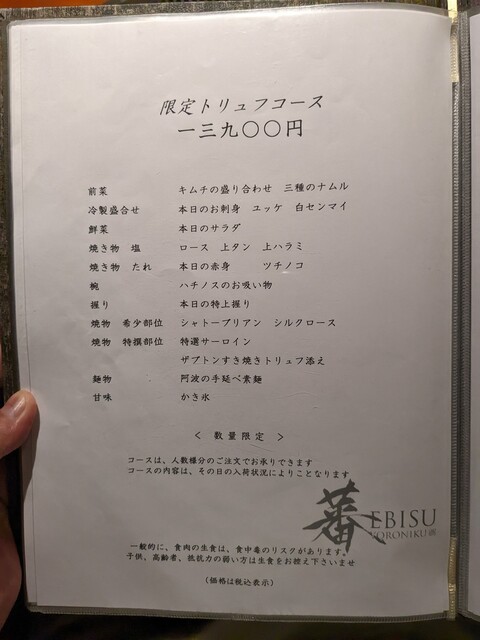 限定トリュフコース
一三九〇〇円
前菜 キムチの盛り合わせ 三種のナムル
冷製盛合せ 本日のお刺身 ユッケ 白センマイ
鮮菜 本日のサラダ
焼き物 塩 ロース 上タン 上ハラミ
焼き物 たれ 本日の赤身 ツチノコ
椀 ハチノスのお吸い物
握り 本日の特上握り
焼物 希少部位 シャトーブリアン シルクロース
焼物 特撰部位 特選サーロイン
ザブトンすき焼きトリュフ添え
麺物 阿波の手延べ素麺
甘味 かき氷
< 数量限定 >
コースは、人数様分のご注文でお承りできます
コースの内容は、その日の入荷状況によりことなります
蕃 EBISU
YORONIKU
一般的に、食肉の生食は、食中毒のリスクがあります。
子供、高齢者、抵抗力の弱い方は生食をお控え下さいませ
(価格は税込表示)